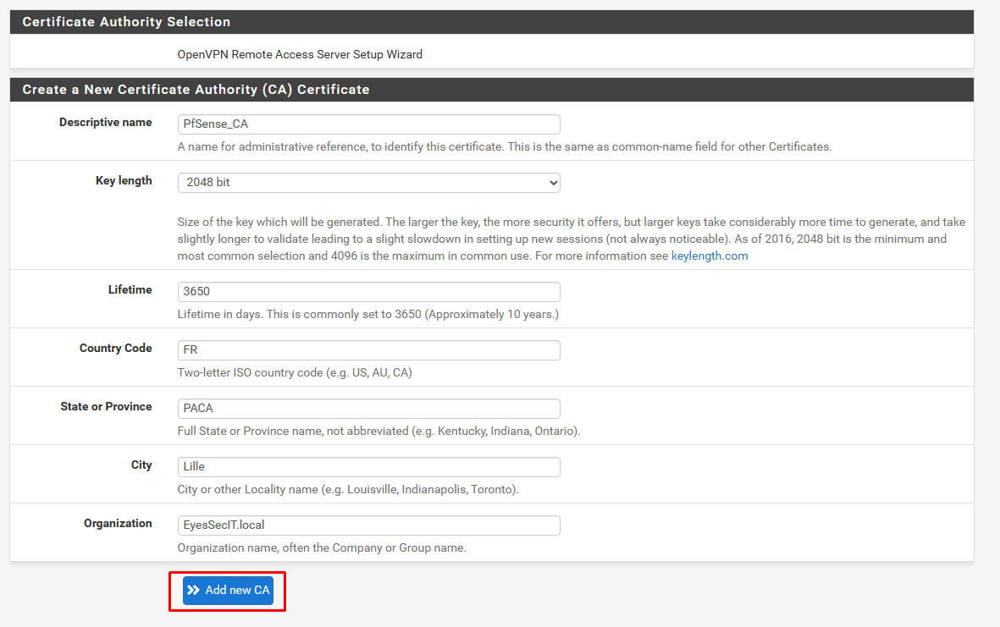 Certificate Authority Selection
OpenVPN Remote Access Server Setup Wizard
Create a New Certificate Authority (CA) Certificate
Descriptive name
PfSense_CA
A name for administrative reference, to identify this certificate. This is the same as common-name field for other Certificates.
Key length
2048 bit
Size of the key which will be generated. The larger the key, the more security it offers, but larger keys take considerably more time to generate, and take
slightly longer to validate leading to a slight slowdown in setting up new sessions (not always noticeable). As of 2016, 2048 bit is the minimum and
most common selection and 4096 is the maximum in common use. For more information see keylength.com
Lifetime
3650
Lifetime in days. This is commonly set to 3650 (Approximately 10 years.)
Country Code
FR
Two-letter ISO country code (e.g. US, AU, CA)
State or Province
PACA
Full State or Province name, not abbreviated (e.g. Kentucky, Indiana, Ontario).
City
Lille
City or other Locality name (e.g. Louisville, Indianapolis, Toronto).
Organization
EyesSecIT.local
Organization name, often the Company or Group name.
Add new CA